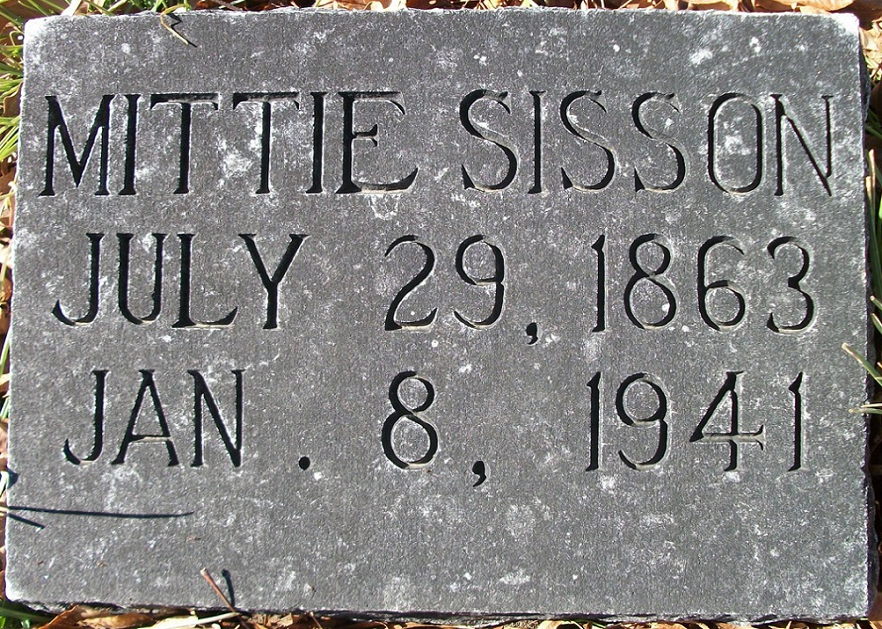 MITTIE SISSON
JULY 29, 1863
JAN. 8, 1941